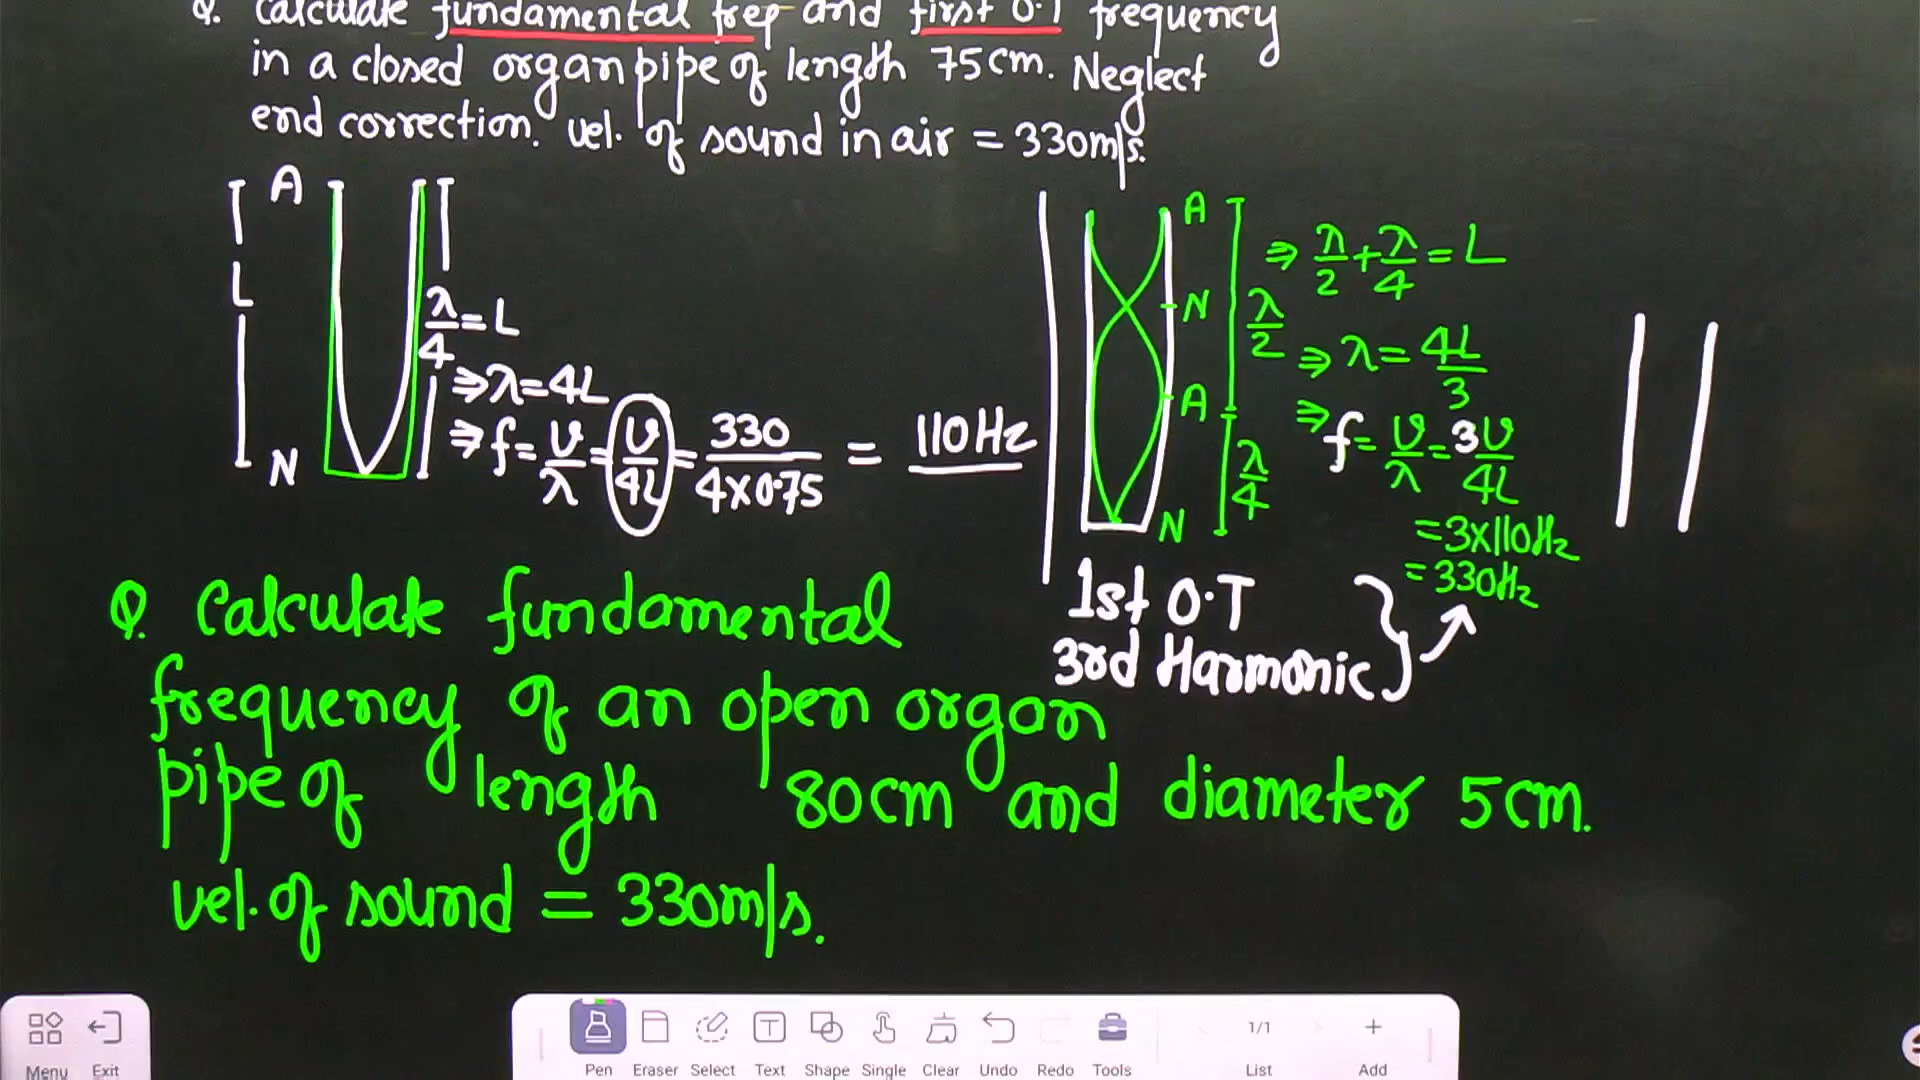 Q. Calculate fundamental freq and first O.T frequency
in a closed organ pipe of length 75cm. Neglect
end correction. vel. of sound in air = 330m/s.
A
L
N
λ/4 = L
⇒ λ = 4L
⇒ f = v/λ = v/4L = 330/4×0.75 = 110Hz
A
N
A
N
λ/2
λ/4
⇒ λ/2 + λ/4 = L
⇒ λ = 4L/3
⇒ f = v/λ = 3v/4L
= 3×110Hz
= 330Hz
1st O.T
3rd Harmonic
Q. Calculate fundamental
frequency of an open organ
pipe of length 80cm and diameter 5cm.
vel. of sound = 330m/s.
Menu Exit
Pen Eraser Select Text Shape Single Clear Undo Redo Tools
1/1
List
+
Add